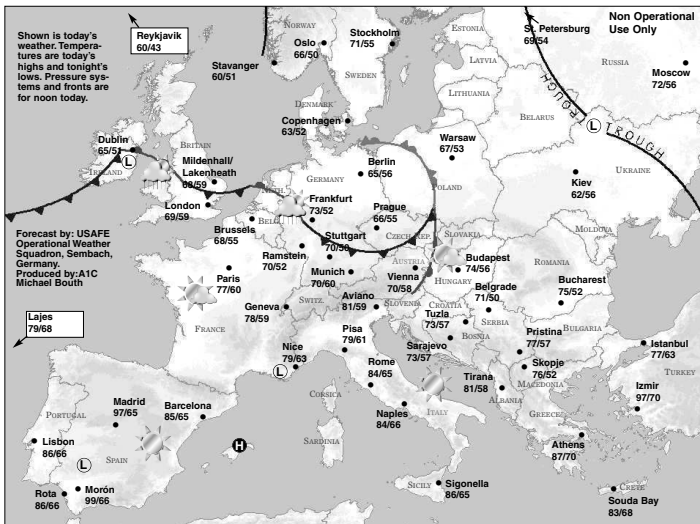 Shown is today's
weather. Tempera-
tures are today's
highs and tonight's
lows. Pressure sys-
tems and fronts are
for noon today.
Reykjavik
60/43
NORWAY
Oslo
66/50
Stavanger
60/51
Stockholm
71/55
SWEDEN
ESTONIA
LATVIA
LITHUANIA
St. Petersburg
69/54
Non Operational
Use Only
RUSSIA
Moscow
72/56
TROUGH
L
TROUGH
BELARUS
DENMARK
Copenhagen
63/52
Dublin
65/51
IRELAND
L
BRITAIN
Mildenhall/
Lakenheath
68/59
London
69/59
NETH.
GERMANY
Berlin
65/56
Warsaw
67/53
POLAND
UKRAINE
Kiev
62/56
Forecast by: USAFE
Operational Weather
Squadron, Sembach,
Germany.
Produced by:A1C
Michael Bouth
Brussels
68/55
BELG.
Frankfurt
73/52
Prague
66/55
CZECH REP.
SLOVAKIA
Stuttgart
70/50
Ramstein
70/52
Munich
70/60
AUSTRIA
Vienna
70/58
Budapest
74/56
HUNGARY
MOLDOVA
ROMANIA
Paris
77/60
FRANCE
Geneva
78/59
SWITZ.
Aviano
81/59
SLOVENIA
CROATIA
Belgrade
71/50
SERBIA
Bucharest
75/52
Lajes
79/68
Nice
79/63
L
Pisa
79/61
Tuzla
73/57
BOSNIA
Sarajevo
73/57
Pristina
77/57
BULGARIA
Skopje
76/52
MACEDONIA
Istanbul
77/63
TURKEY
Rome
84/65
Tirana
81/58
ALBANIA
Izmir
97/70
CORSICA
ITALY
Naples
84/66
GREECE
Athens
87/70
Madrid
97/65
Barcelona
85/65
PORTUGAL
Lisbon
86/66
L
SPAIN
H
SARDINIA
Rota
86/66
Morón
99/66
SICILY
Sigonella
86/65
CRETE
Souda Bay
83/68